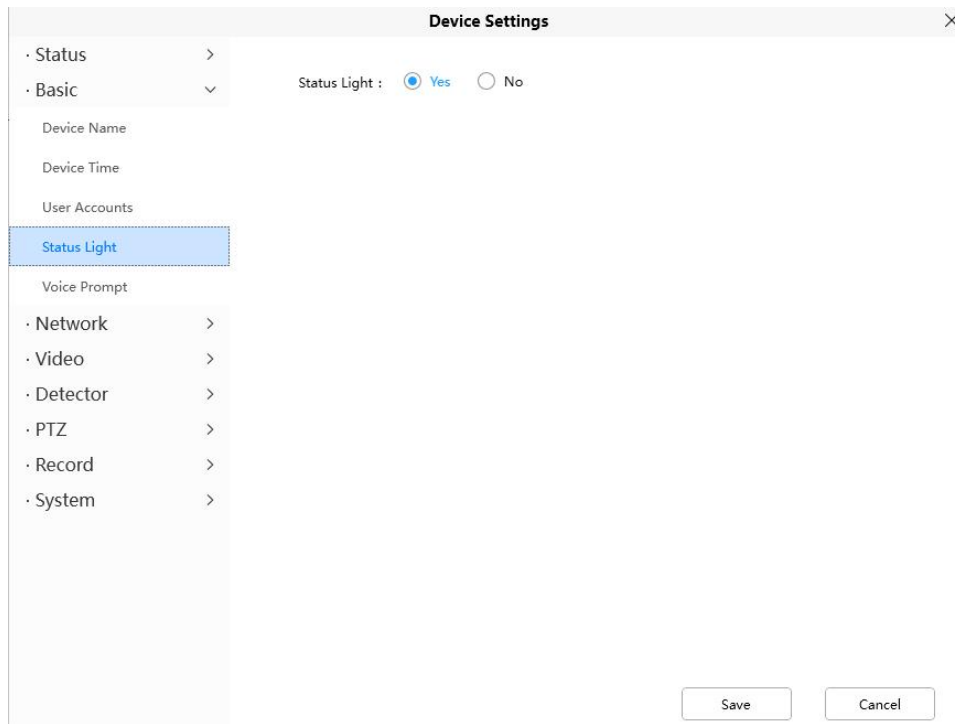 Device Settings
· Status
· Basic
Device Name
Device Time
User Accounts
Status Light
Voice Prompt
· Network
· Video
· Detector
· PTZ
· Record
· System
Status Light : Yes No
Save Cancel